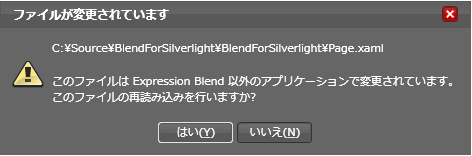 ファイルが変更されています
C:¥Source¥BlendForSilverlight¥BlendForSilverlight¥Page.xaml
このファイルは Expression Blend 以外のアプリケーションで変更されています。
このファイルの再読み込みを行いますか?
はい(Y) いいえ(N)